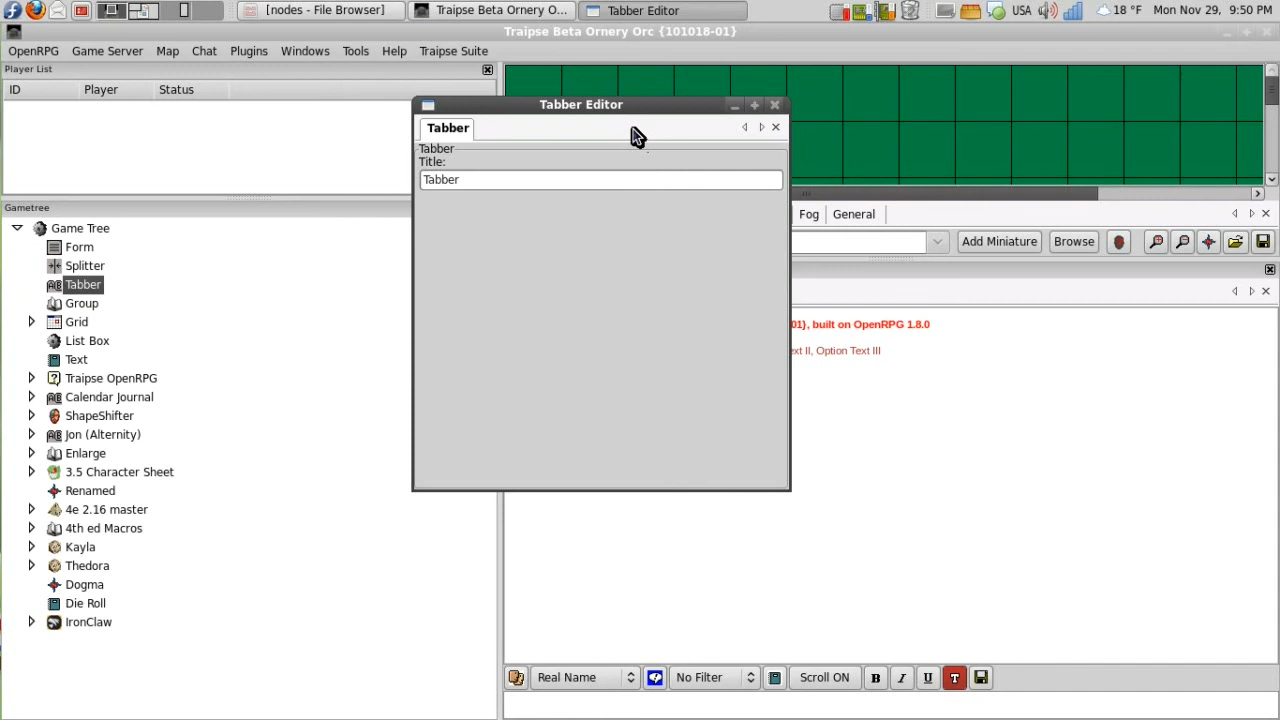 [nodes - File Browser]
Traipse Beta Ornery O...
Tabber Editor
USA
18 °F
Mon Nov 29, 9:50 PM
Traipse Beta Ornery Orc {101018-01}
OpenRPG Game Server Map Chat Plugins Windows Tools Help Traipse Suite
Player List
ID Player Status
Tabber Editor
Tabber
Tabber
Title:
Tabber
Gametree
Game Tree
Form
Splitter
Tabber
Group
Grid
List Box
Text
Traipse OpenRPG
Calendar Journal
ShapeShifter
Jon (Alternity)
Enlarge
3.5 Character Sheet
Renamed
4e 2.16 master
4th ed Macros
Kayla
Thedora
Dogma
Die Roll
IronClaw
Fog General
Add Miniature Browse
01}, built on OpenRPG 1.8.0
ext II, Option Text III
Real Name No Filter Scroll ON B I U T